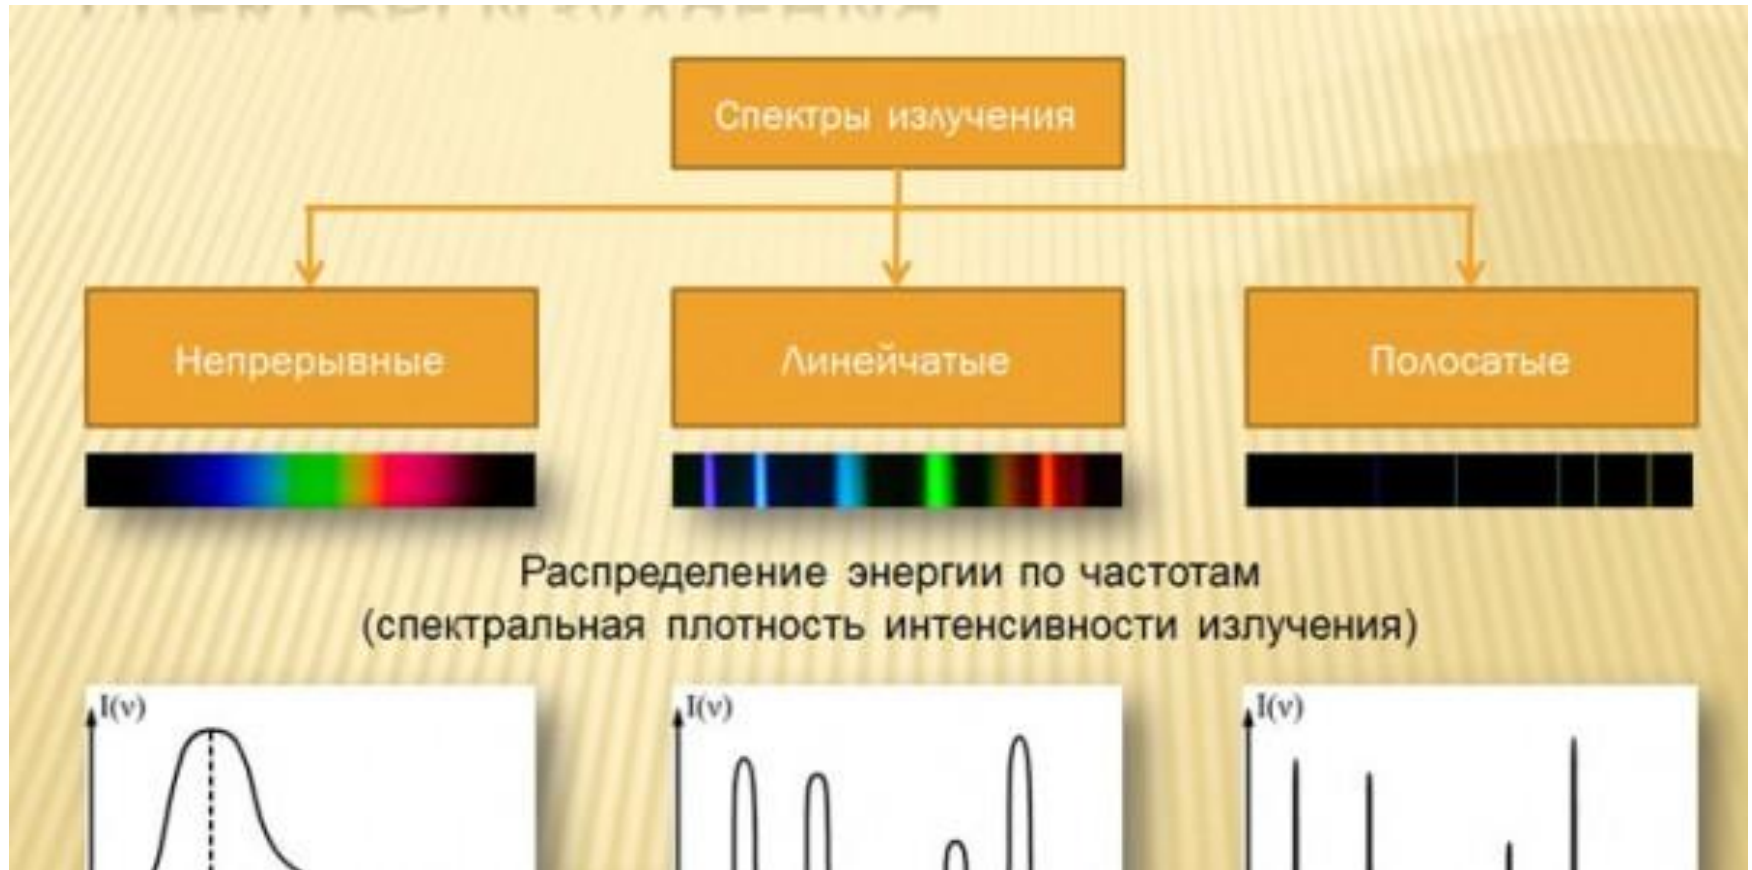 Спектры излучения
Непрерывные
Линейчатые
Полосатые
Распределение энергии по частотам
(спектральная плотность интенсивности излучения)
I(ν)
I(ν)
I(ν)